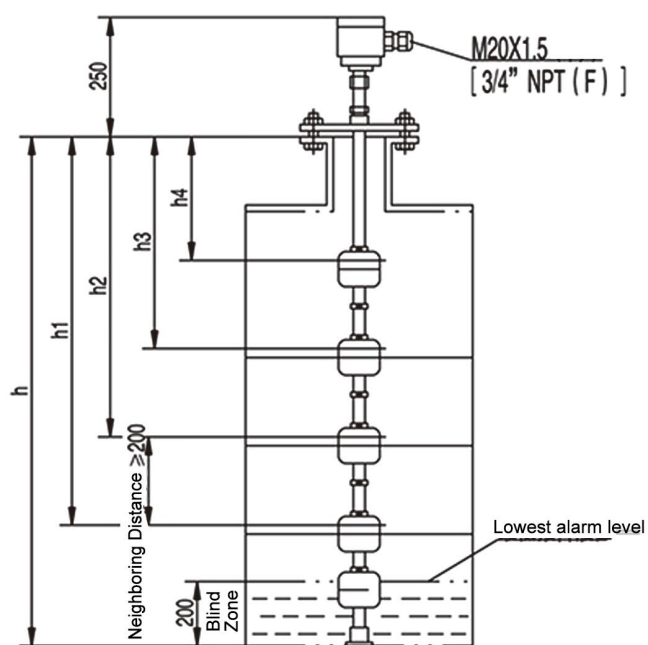 M20X1.5
[ 3/4" NPT ( F ) ]
250
h4
h3
h2
h1
h
Neighboring Distance ≥200
Lowest alarm level
200
Blind
Zone